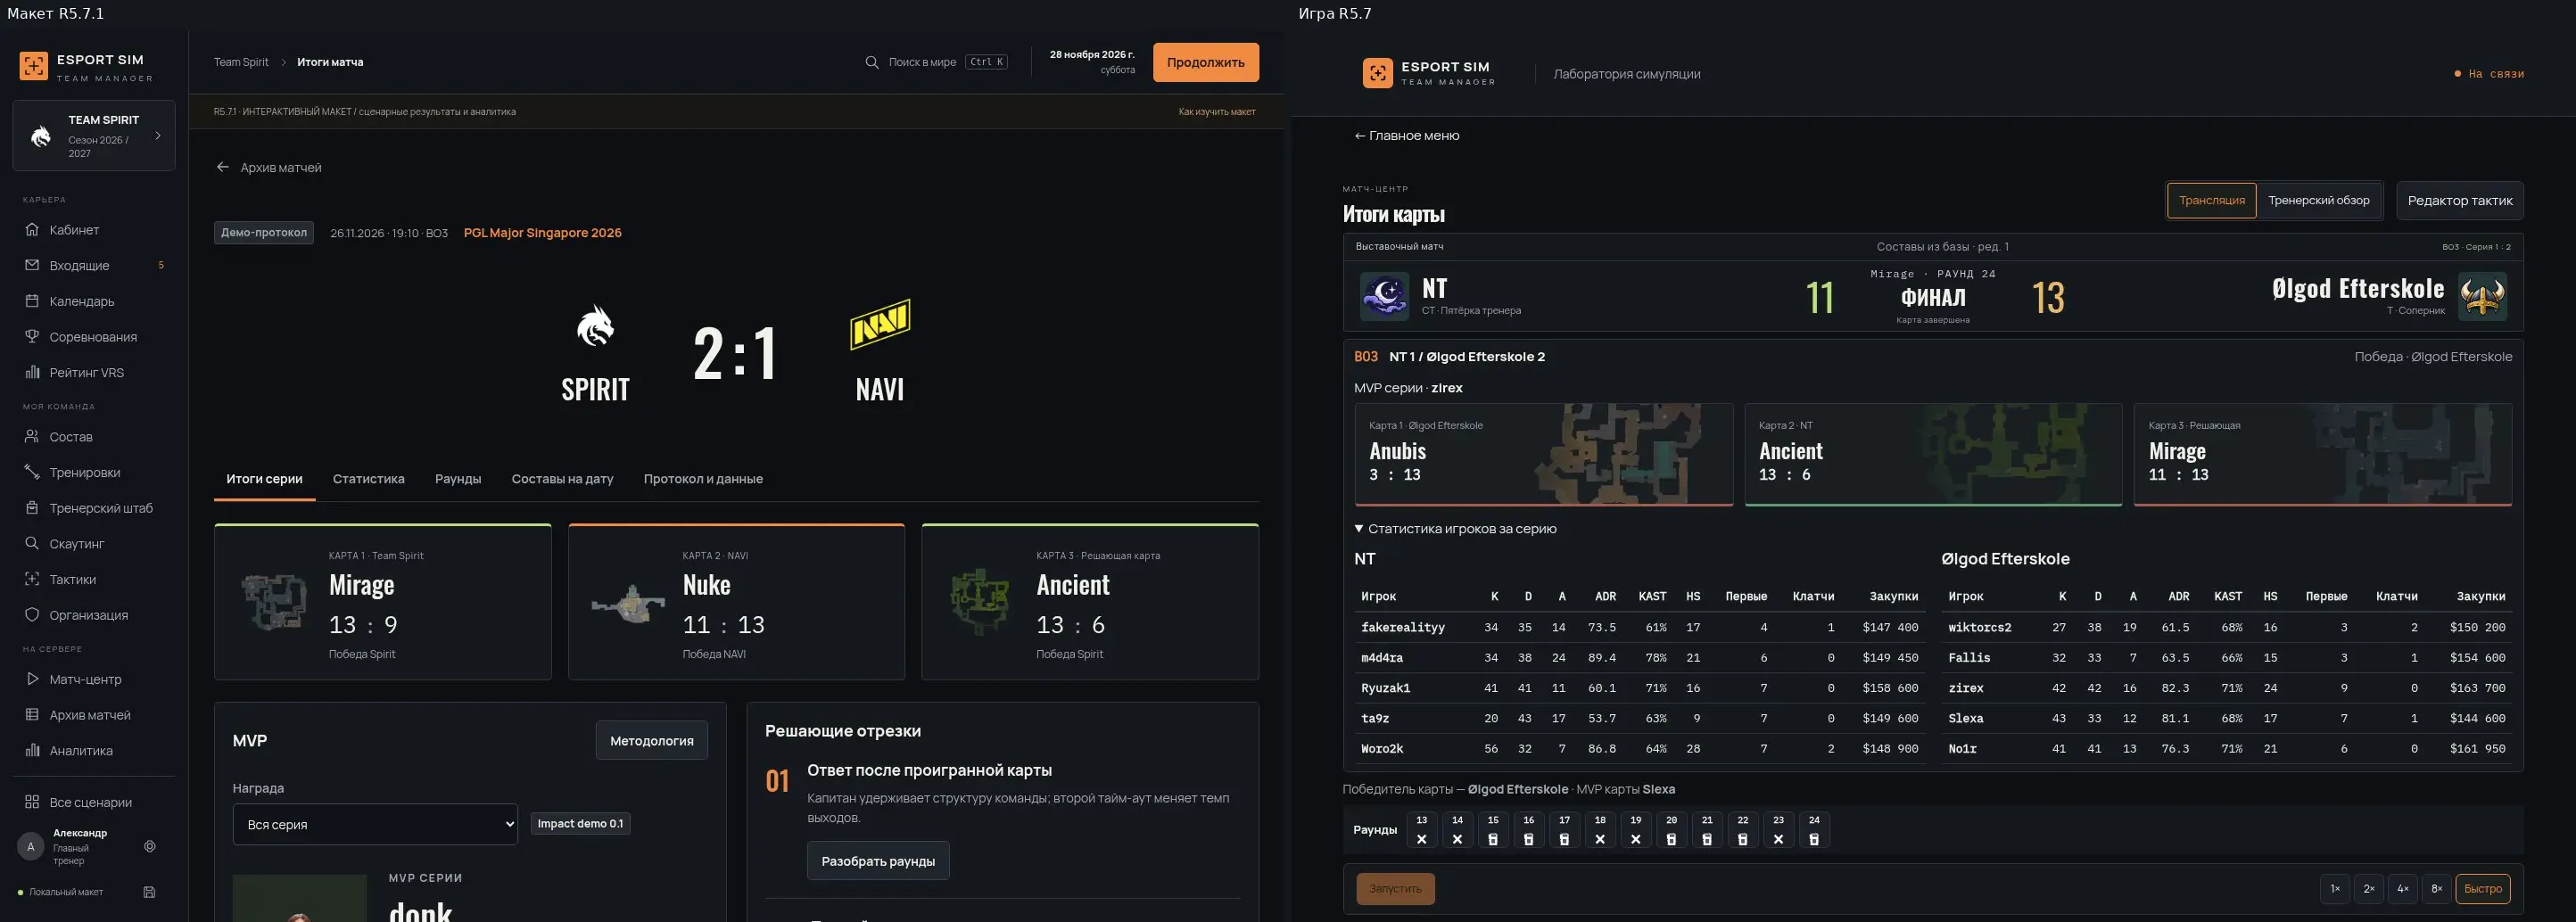 Макет R5.7.1
ESPORT SIM
TEAM MANAGER
TEAM SPIRIT
Сезон 2026 /
2027
КАРЬЕРА
Кабинет
Входящие 5
Календарь
Соревнования
Рейтинг VRS
МОЯ КОМАНДА
Состав
Тренировки
Тренерский штаб
Скаутинг
Тактики
Организация
НА СЕРВЕРЕ
Матч-центр
Архив матчей
Аналитика
Все сценарии
А
Александр
Главный
тренер
Локальный макет
Team Spirit > Итоги матча
Поиск в мире Ctrl K
28 ноября 2026 г.
суббота
Продолжить
R5.7.1 · ИНТЕРАКТИВНЫЙ МАКЕТ / сценарные результаты и аналитика
Как изучить макет
← Архив матчей
Демо-протокол 26.11.2026 · 19:10 · BO3 PGL Major Singapore 2026
SPIRIT
2:1
NAVI
NAVI
Итоги серии Статистика Раунды Составы на дату Протокол и данные
КАРТА 1 · Team Spirit
Mirage
13 : 9
Победа Spirit
КАРТА 2 · NAVI
Nuke
11 : 13
Победа NAVI
КАРТА 3 · Решающая карта
Ancient
13 : 6
Победа Spirit
MVP
Методология
Награда
Вся серия
Impact demo 0.1
MVP СЕРИИ
donk
Решающие отрезки
01
Ответ после проигранной карты
Капитан удерживает структуру команды; второй тайм-аут меняет темп
выходов.
Разобрать раунды
Игра R5.7
ESPORT SIM
TEAM MANAGER
Лаборатория симуляции
На связи
← Главное меню
МАТЧ-ЦЕНТР
Итоги карты
Трансляция Тренерский обзор Редактор тактик
Выставочный матч Составы из базы · ред. 1 BO3 · Серия 1 : 2
NT
CT · Пятёрка тренера
11
Mirage · РАУНД 24
ФИНАЛ
Карта завершена
13
Ølgod Efterskole
T · Соперник
BO3 NT 1 / Ølgod Efterskole 2 Победа · Ølgod Efterskole
MVP серии · zirex
Карта 1 · Ølgod Efterskole
Anubis
3 : 13
Карта 2 · NT
Ancient
13 : 6
Карта 3 · Решающая
Mirage
11 : 13
▼ Статистика игроков за серию
NT
Игрок K D A ADR KAST HS Первые Клатчи Закупки
fakerealityy 34 35 14 73.5 61% 17 4 1 $147 400
m4d4ra 34 38 24 89.4 78% 21 6 0 $149 450
Ryuzak1 41 41 11 60.1 71% 16 7 0 $158 600
ta9z 20 43 17 53.7 63% 9 7 0 $149 600
Woro2k 56 32 7 86.8 64% 28 7 2 $148 900
Ølgod Efterskole
Игрок K D A ADR KAST HS Первые Клатчи Закупки
wiktorcs2 27 38 19 61.5 68% 16 3 2 $150 200
Fallis 32 33 7 63.5 66% 15 3 1 $154 600
zirex 42 42 16 82.3 71% 24 9 0 $163 700
Slexa 43 33 12 81.1 68% 17 7 1 $144 600
No1r 41 41 13 76.3 71% 21 6 0 $161 950
Победитель карты — Ølgod Efterskole · MVP карты Slexa
Раунды 13 14 15 16 17 18 19 20 21 22 23 24
Запустить
1× 2× 4× 8× Быстро